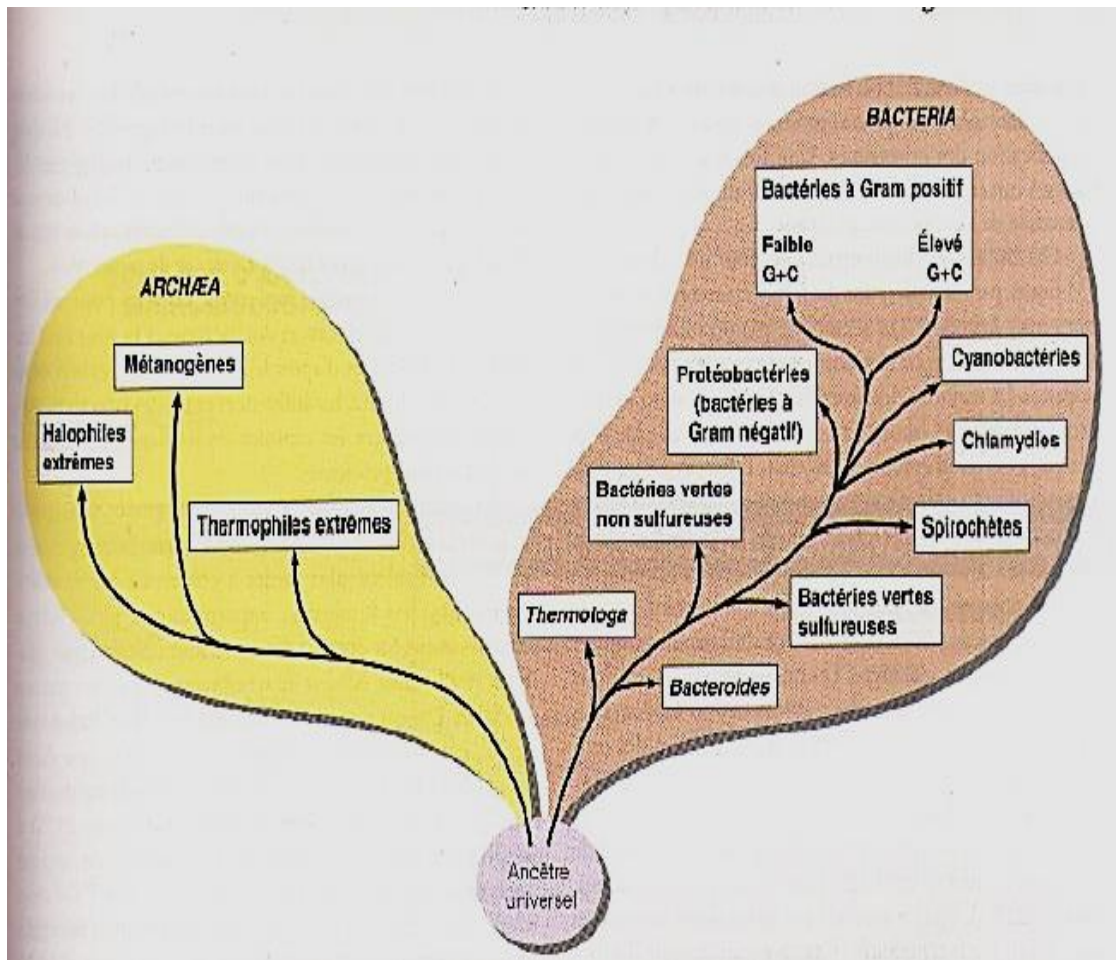 BACTERIA
Bactéries à Gram positif
Faible
G+C
Élevé
G+C
ARCHÆA
Métanogènes
Halophiles
extrêmes
Thermophiles extrêmes
Cyanobactéries
Protéobactéries
(bactéries à
Gram négatif)
Chlamydies
Bactéries vertes
non sulfureuses
Spirochètes
Thermologa
Bactéries vertes
sulfureuses
Bacteroides
Ancêtre
universel